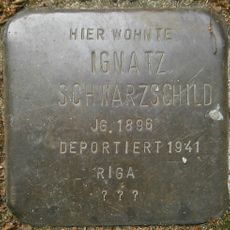 HIER WOHNTE
IGNATZ
SCHWARZSCHILD
JG. 1896
DEPORTIERT 1941
RIGA
? ? ?